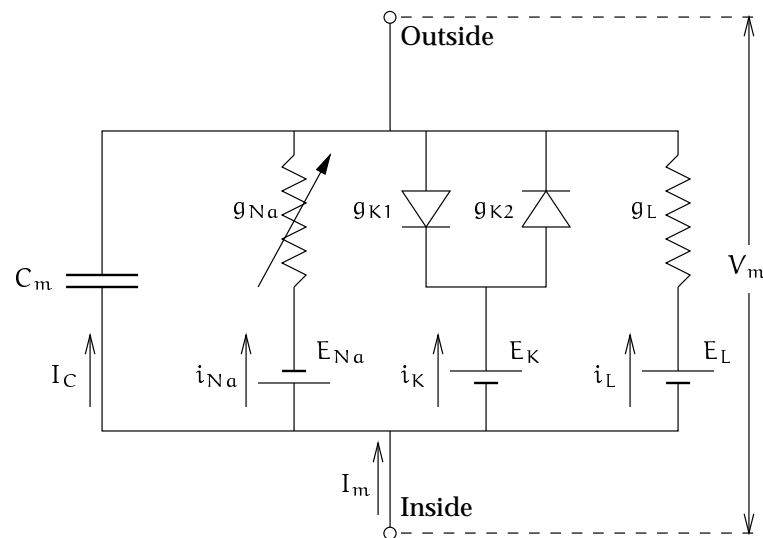 Outside
g_Na
g_K1
g_K2
g_L
C_m
V_m
E_Na
E_K
E_L
I_C
i_Na
i_K
i_L
I_m
Inside